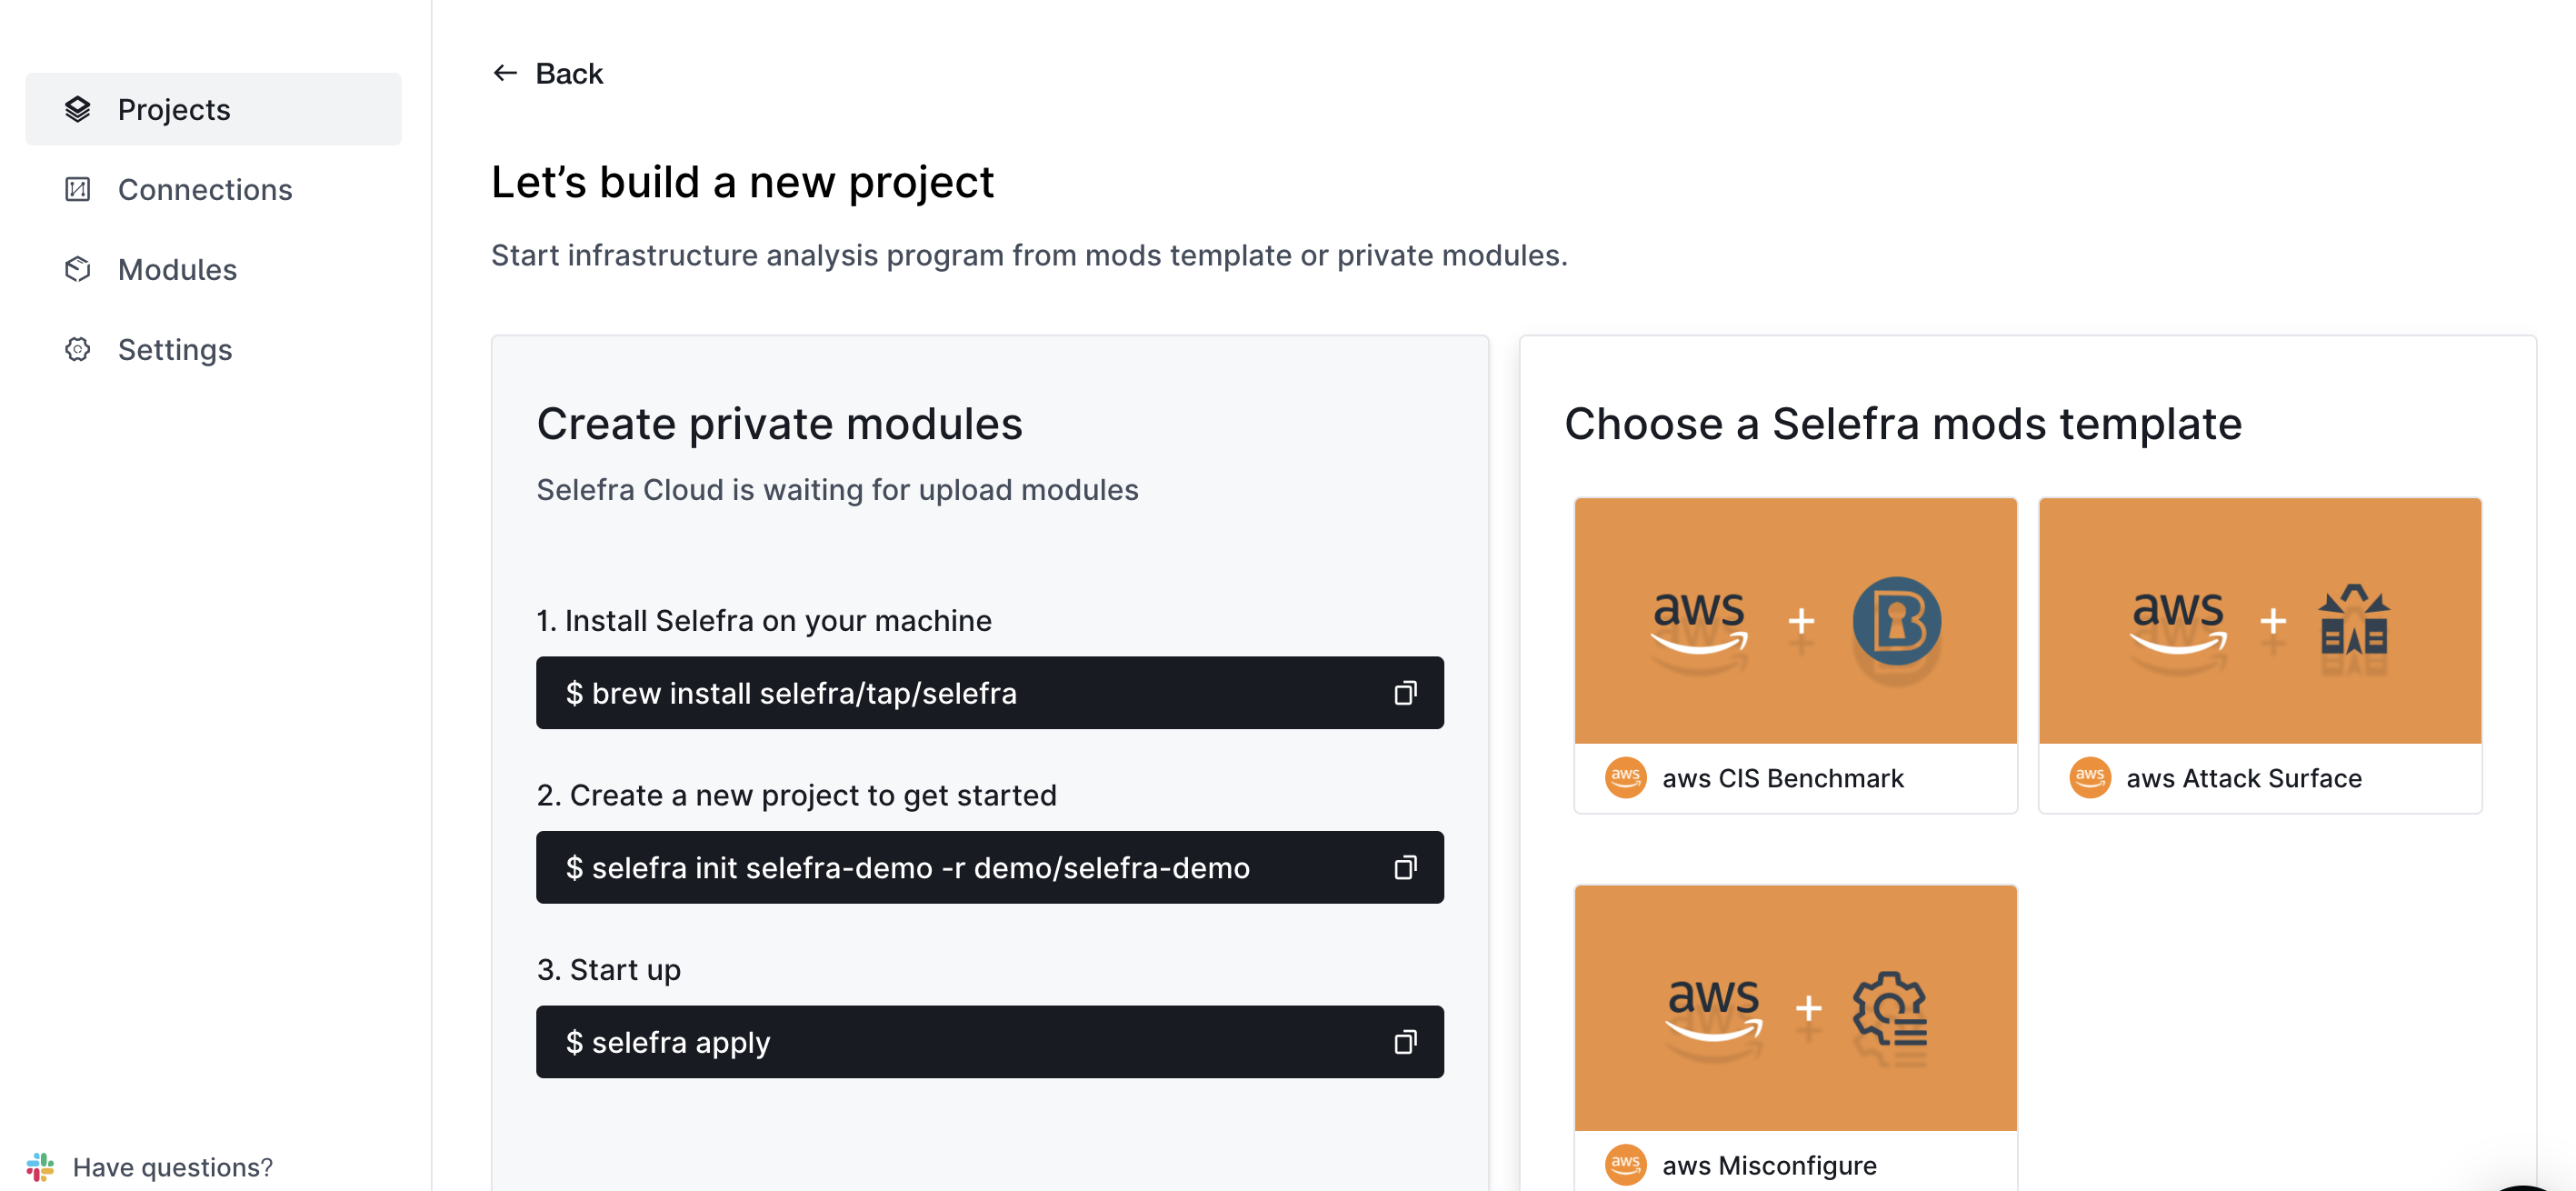 Projects
Connections
Modules
Settings
Have questions?
Back
Let’s build a new project
Start infrastructure analysis program from mods template or private modules.
Create private modules
Selefra Cloud is waiting for upload modules
1. Install Selefra on your machine
$ brew install selefra/tap/selefra
2. Create a new project to get started
$ selefra init selefra-demo -r demo/selefra-demo
3. Start up
$ selefra apply
Choose a Selefra mods template
aws + B
aws aws CIS Benchmark
aws +
aws aws Attack Surface
aws +
aws aws Misconfigure